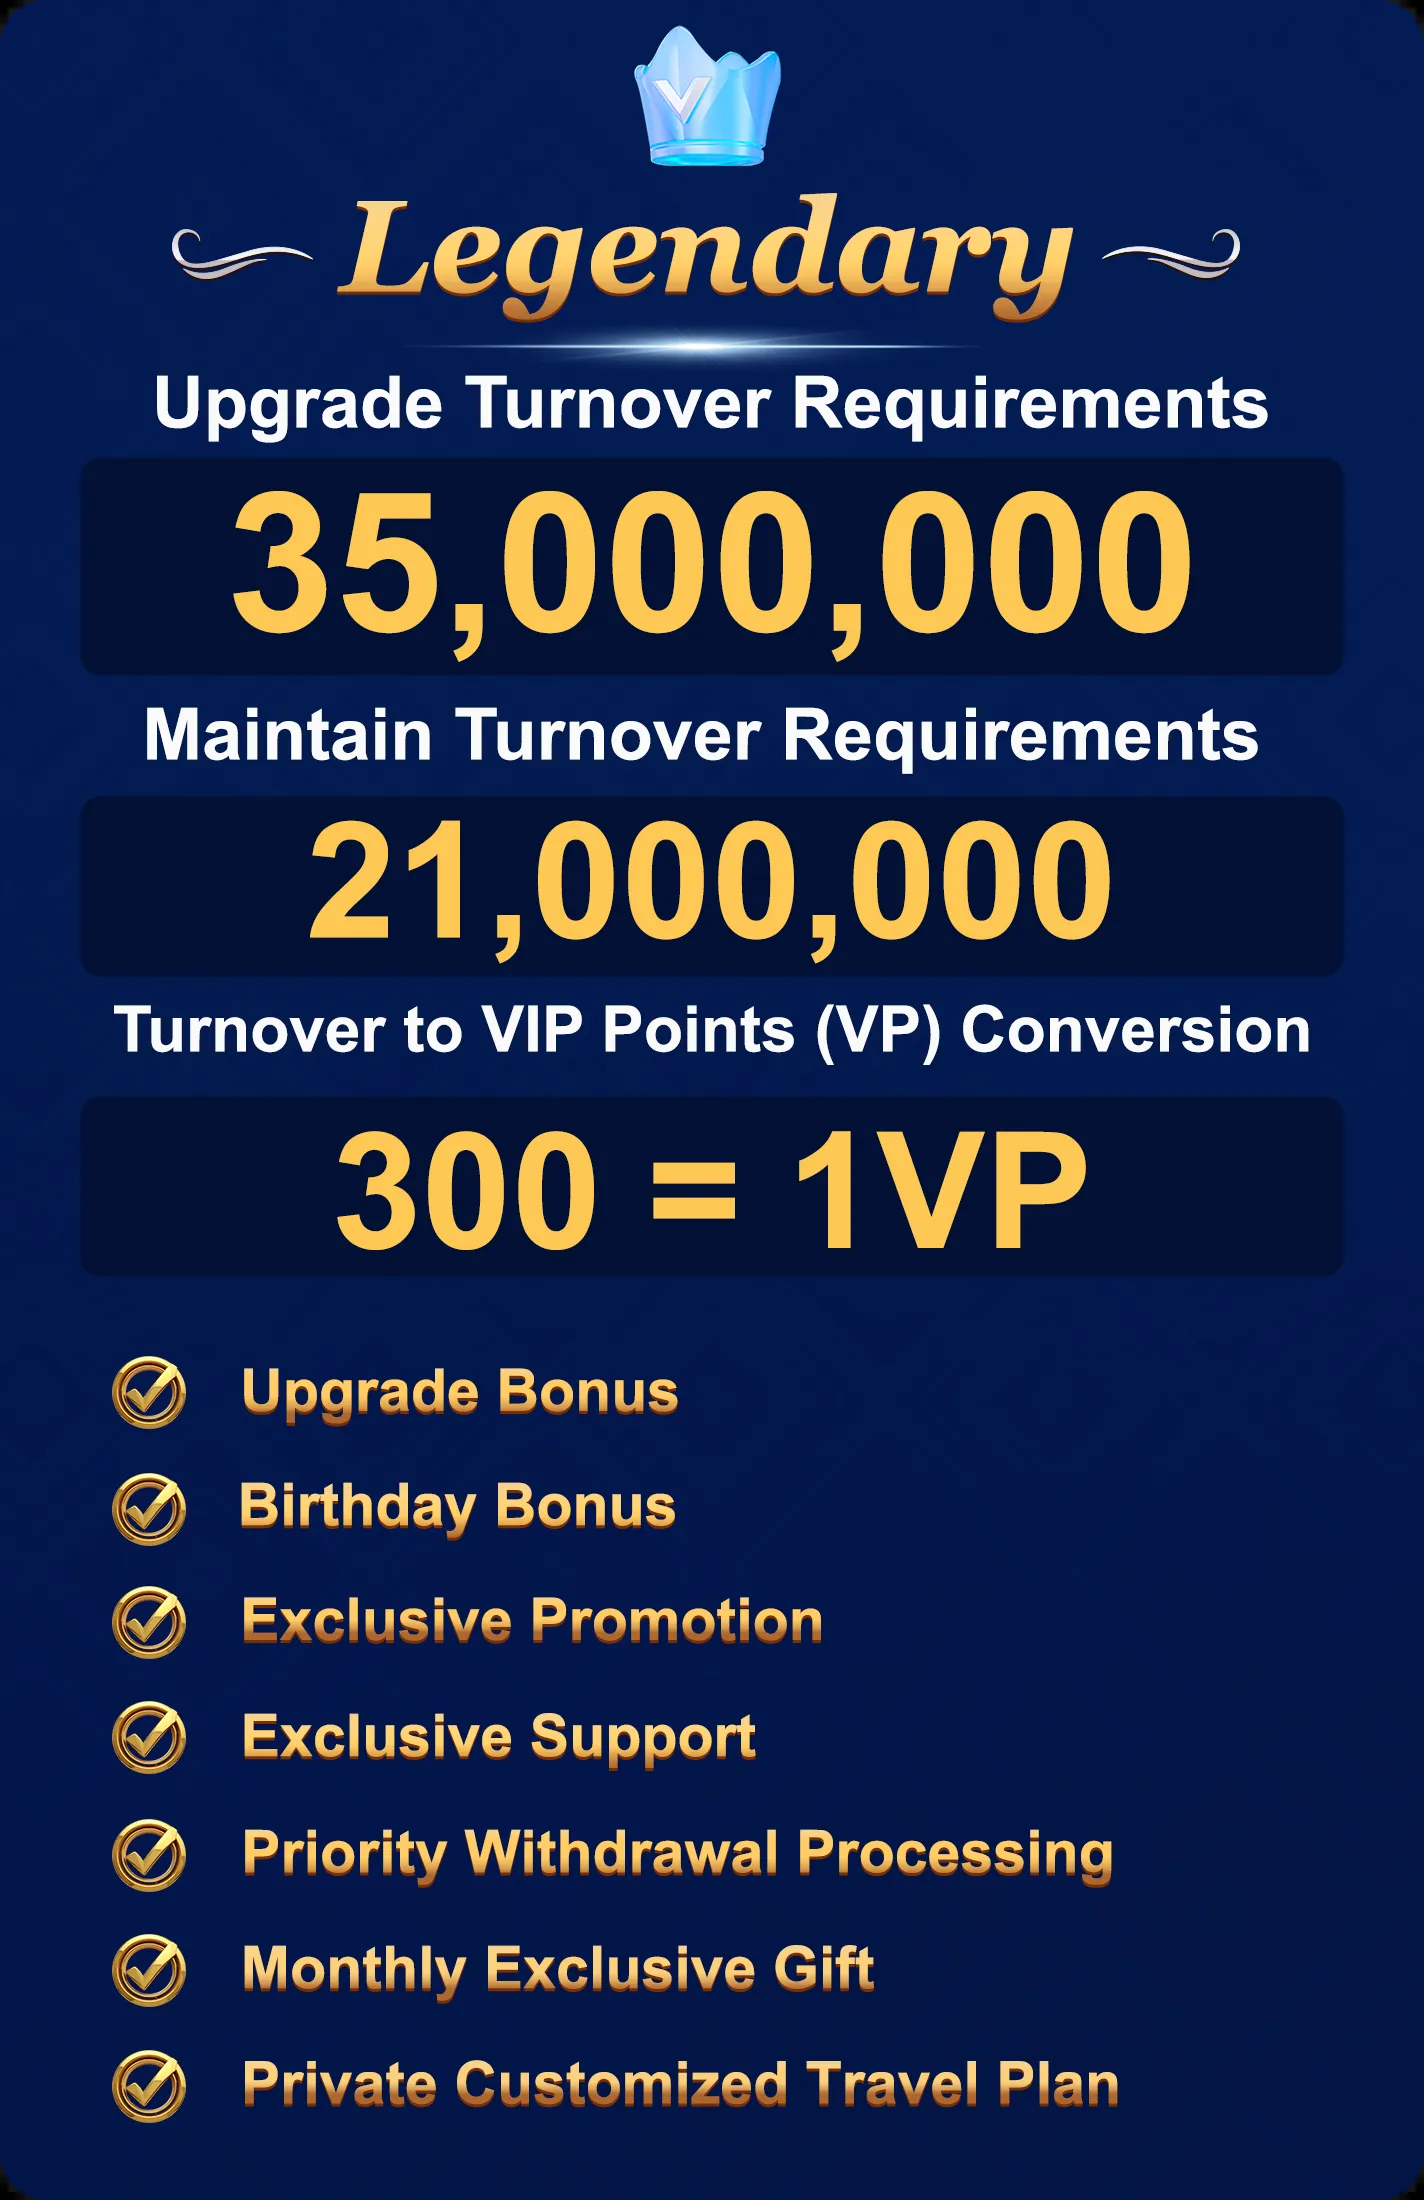 V
Legendary
Upgrade Turnover Requirements
35,000,000
Maintain Turnover Requirements
21,000,000
Turnover to VIP Points (VP) Conversion
300 = 1VP
Upgrade Bonus
Birthday Bonus
Exclusive Promotion
Exclusive Support
Priority Withdrawal Processing
Monthly Exclusive Gift
Private Customized Travel Plan